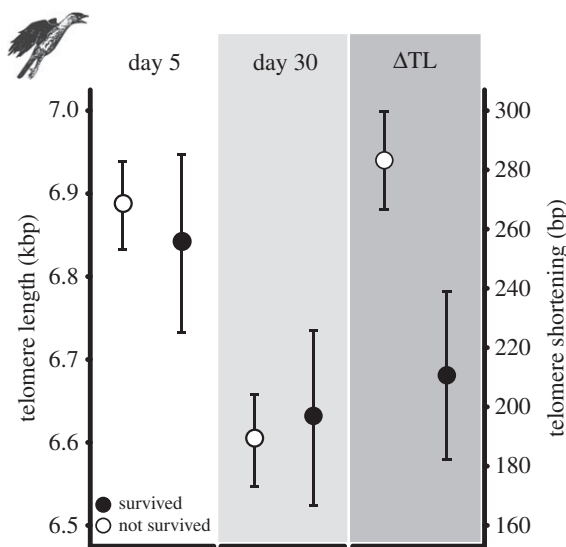 day 5
day 30
ΔTL
telomere length (kbp)
7.0
6.9
6.8
6.7
6.6
6.5
300
280
260
240
220
200
180
160
telomere shortening (bp)
survived
not survived